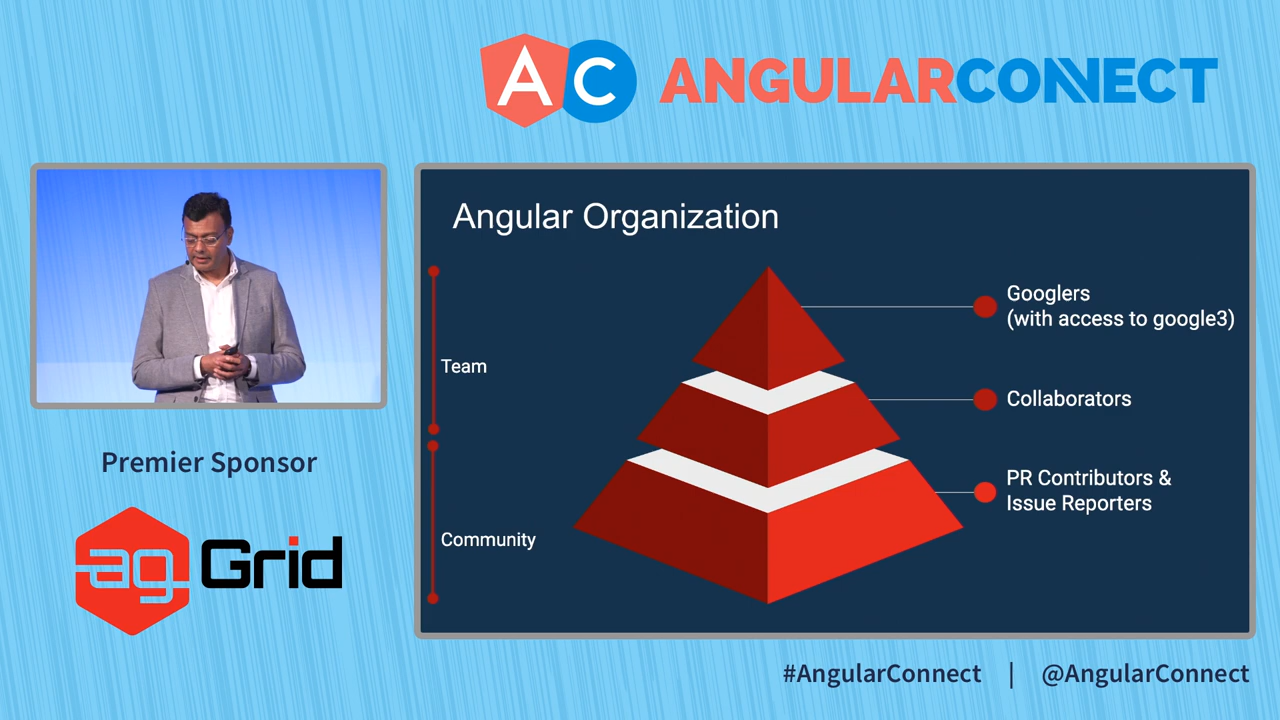 AC ANGULARCONNECT
Angular Organization
Googlers
(with access to google3)
Team
Collaborators
PR Contributors &
Issue Reporters
Community
Premier Sponsor
ag Grid
#AngularConnect | @AngularConnect